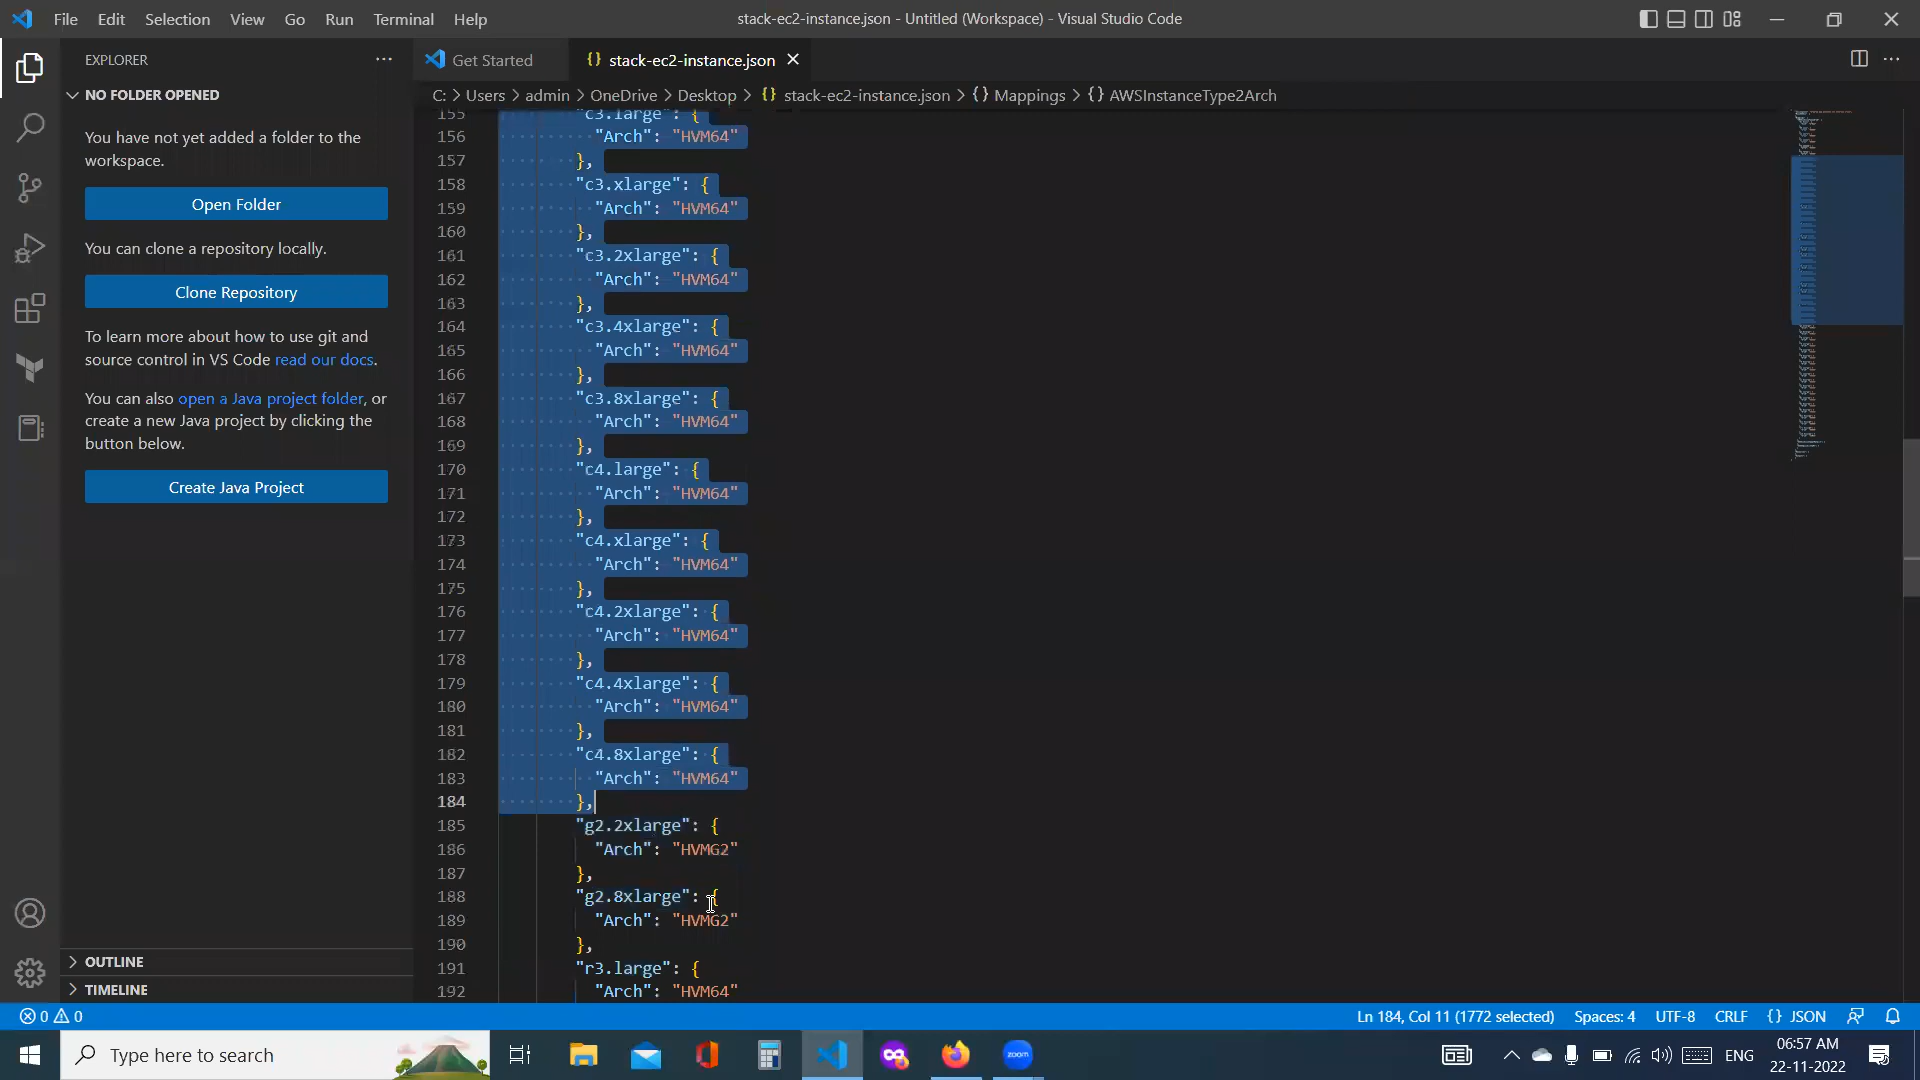 File Edit Selection View Go Run Terminal Help
stack-ec2-instance.json - Untitled (Workspace) - Visual Studio Code
EXPLORER
NO FOLDER OPENED
You have not yet added a folder to the
workspace.
Open Folder
You can clone a repository locally.
Clone Repository
To learn more about how to use git and
source control in VS Code read our docs.
You can also open a Java project folder, or
create a new Java project by clicking the
button below.
Create Java Project
OUTLINE
TIMELINE
Get Started
{} stack-ec2-instance.json
C: > Users > admin > OneDrive > Desktop > {} stack-ec2-instance.json > {} Mappings > {} AWSInstanceType2Arch
155 "c3.large": {
156 "Arch": "HVM64"
157 },
158 "c3.xlarge": {
159 "Arch": "HVM64"
160 },
161 "c3.2xlarge": {
162 "Arch": "HVM64"
163 },
164 "c3.4xlarge": {
165 "Arch": "HVM64"
166 },
167 "c3.8xlarge": {
168 "Arch": "HVM64"
169 },
170 "c4.large": {
171 "Arch": "HVM64"
172 },
173 "c4.xlarge": {
174 "Arch": "HVM64"
175 },
176 "c4.2xlarge": {
177 "Arch": "HVM64"
178 },
179 "c4.4xlarge": {
180 "Arch": "HVM64"
181 },
182 "c4.8xlarge": {
183 "Arch": "HVM64"
184 },
185 "g2.2xlarge": {
186 "Arch": "HVMG2"
187 },
188 "g2.8xlarge": {
189 "Arch": "HVMG2"
190 },
191 "r3.large": {
192 "Arch": "HVM64"
0 0
Ln 184, Col 11 (1772 selected) Spaces: 4 UTF-8 CRLF {} JSON
Type here to search
zoom
ENG
06:57 AM
22-11-2022